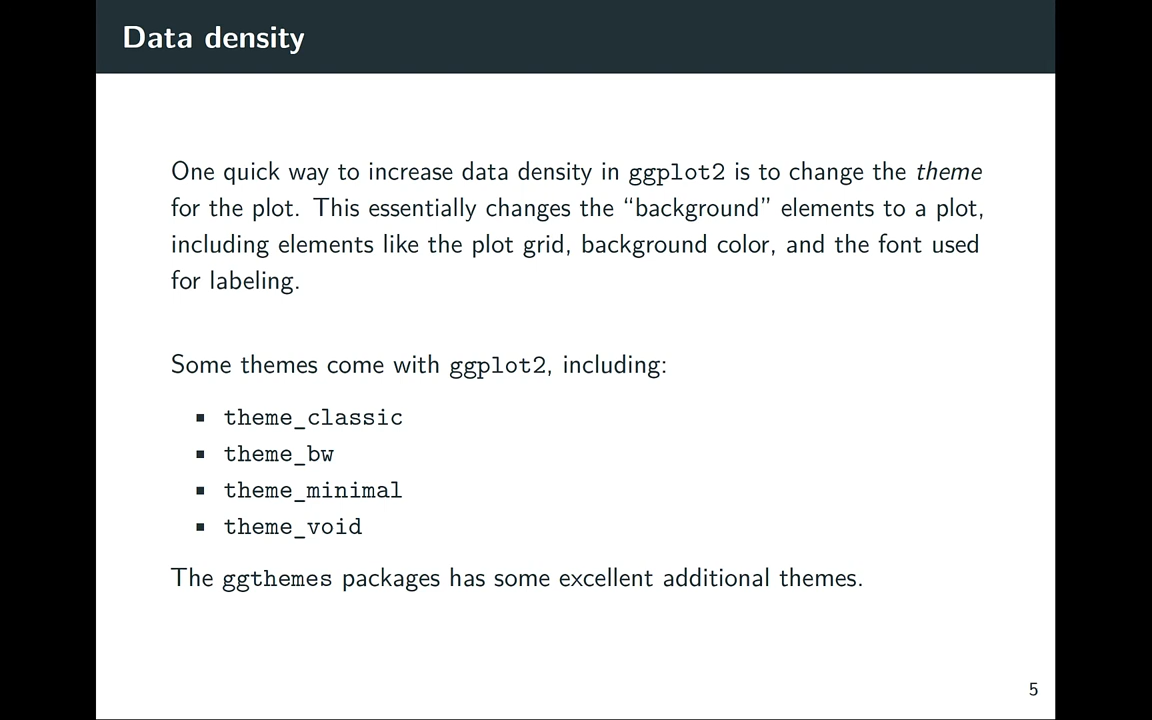 Data density
One quick way to increase data density in ggplot2 is to change the theme
for the plot. This essentially changes the “background” elements to a plot,
including elements like the plot grid, background color, and the font used
for labeling.
Some themes come with ggplot2, including:
▪ theme_classic
▪ theme_bw
▪ theme_minimal
▪ theme_void
The ggthemes packages has some excellent additional themes.
5